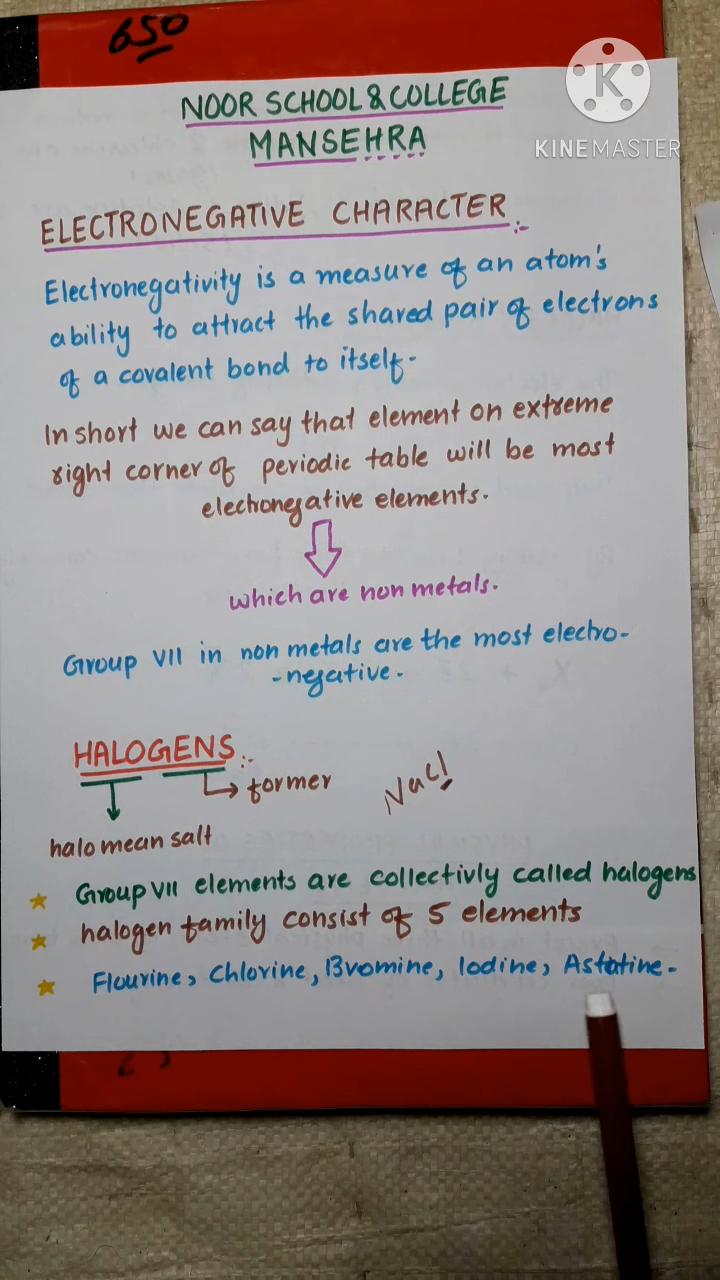 650
K
KINEMASTER
NOOR SCHOOL & COLLEGE
MANSEHRA
ELECTRONEGATIVE CHARACTER :-
Electronegativity is a measure of an atom's
ability to attract the shared pair of electrons
of a covalent bond to itself.
In short we can say that element on extreme
right corner of periodic table will be most
electronegative elements.
which are non metals.
Group VII in non metals are the most electro-
-negative.
HALOGENS :-
former
NaCl
halo mean salt
Group VII elements are collectivly called halogens
halogen family consist of 5 elements
Flourine, Chlorine, Bromine, Iodine, Astatine.